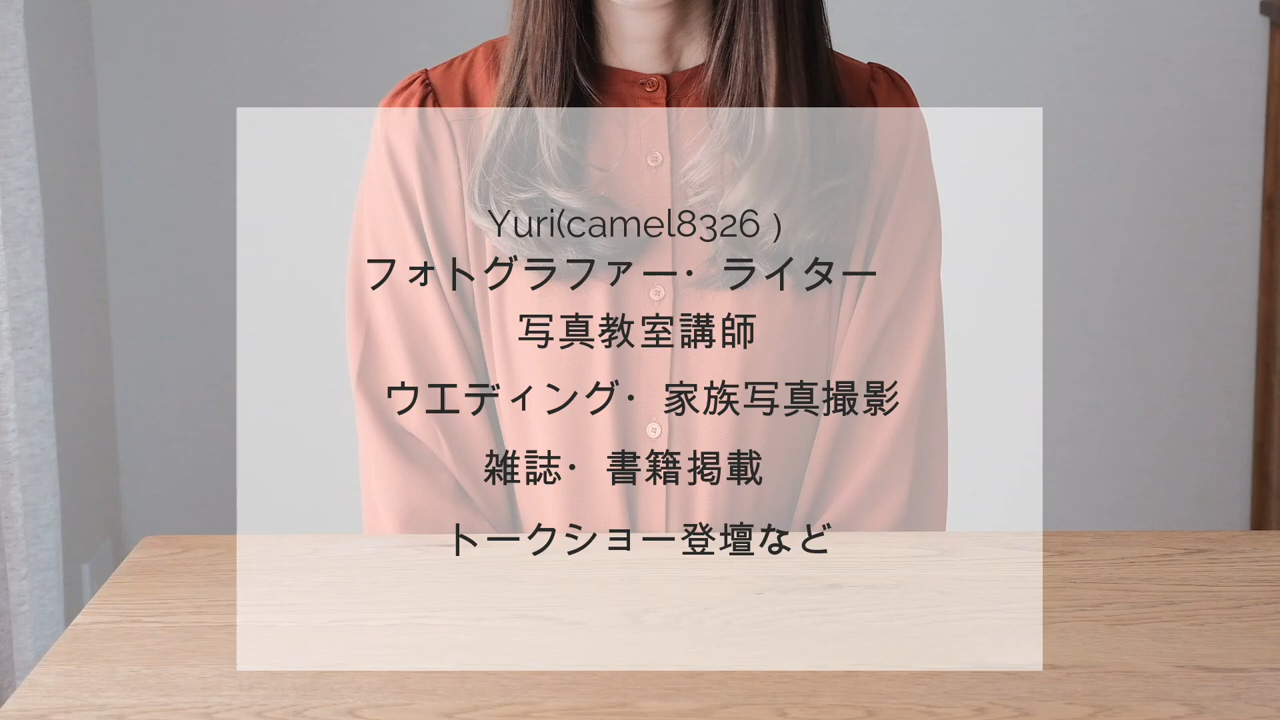 Yuri(camel8326 )
フォトグラファー・ライター
写真教室講師
ウエディング・家族写真撮影
雑誌・書籍掲載
トークショー登壇など